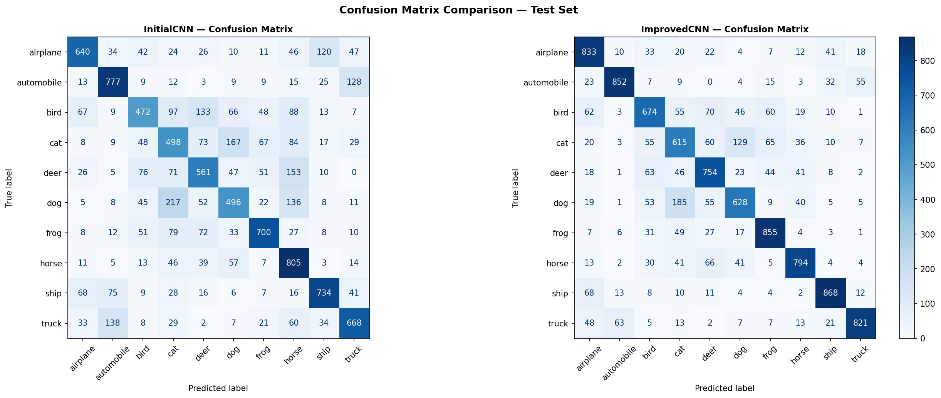 Confusion Matrix Comparison — Test Set
InitialCNN — Confusion Matrix
airplane 640 34 42 24 26 10 11 46 120 47
automobile 13 777 9 12 3 9 9 15 25 128
bird 67 9 472 97 133 66 48 88 13 7
cat 8 9 48 498 73 167 67 84 17 29
deer 26 5 76 71 561 47 51 153 10 0
dog 5 8 45 217 52 496 22 136 8 11
frog 8 12 51 79 72 33 700 27 8 10
horse 11 5 13 46 39 57 7 805 3 14
ship 68 75 9 28 16 6 7 16 734 41
truck 33 138 8 29 2 7 21 60 34 668
True label
airplane automobile bird cat deer dog frog horse ship truck
Predicted label
ImprovedCNN — Confusion Matrix
airplane 833 10 33 20 22 4 7 12 41 18
automobile 23 852 7 9 0 4 15 3 32 55
bird 62 3 674 55 70 46 60 19 10 1
cat 20 3 55 615 60 129 65 36 10 7
deer 18 1 63 46 754 23 44 41 8 2
dog 19 1 53 185 55 628 9 40 5 5
frog 7 6 31 49 27 17 855 4 3 1
horse 13 2 30 41 66 41 5 794 4 4
ship 68 13 8 10 11 4 4 2 868 12
truck 48 63 5 13 2 7 7 13 21 821
True label
airplane automobile bird cat deer dog frog horse ship truck
Predicted label
800
700
600
500
400
300
200
100
0